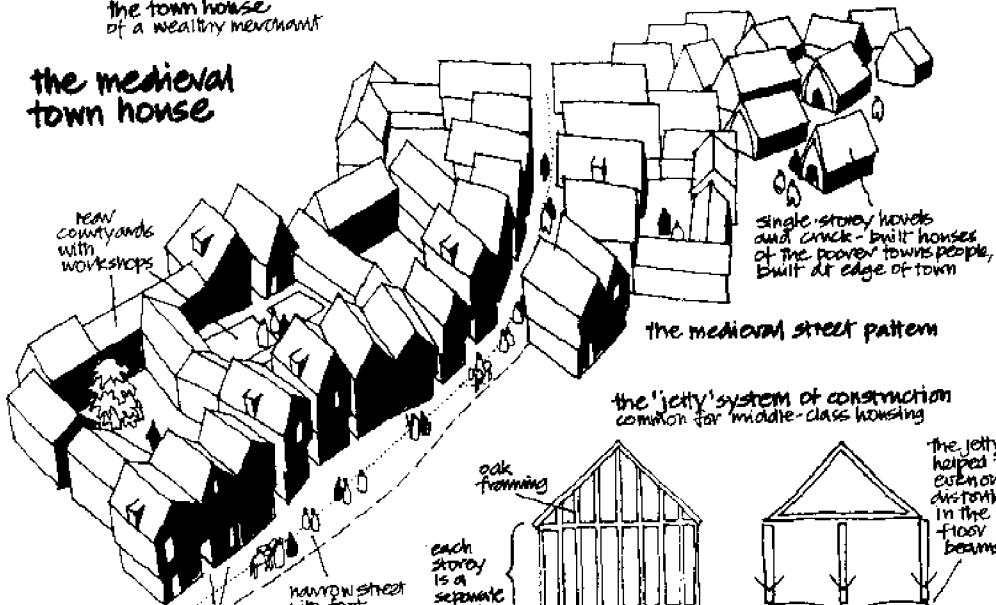 the town house
of a wealthy merchant
the medieval
town house
rear
courtyards
with
workshops
single-storey hovels
and cruck-built houses
of the poorer townspeople,
built at edge of town
the medieval street pattern
the 'jetty' system of construction
common for middle-class housing
oak
framing
the jetty
helped
even out
in the
floor
beams
each
storey
is a
separate
narrow street